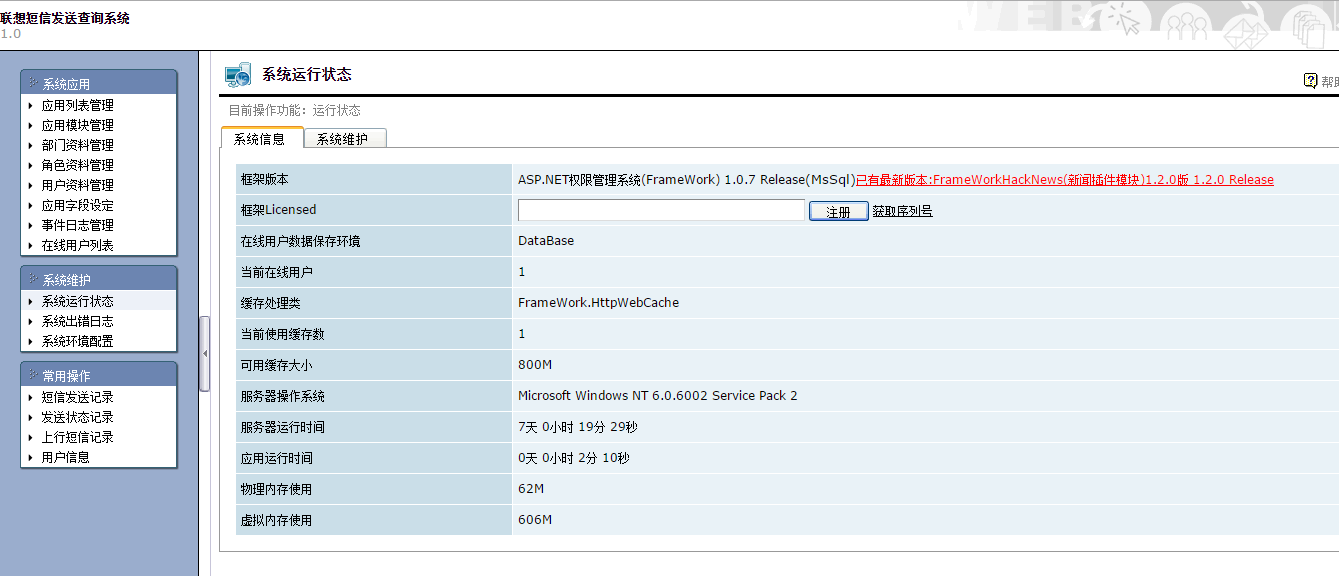 联想短信发送查询系统
1.0
WEB
系统运行状态
帮
目前操作功能：运行状态
系统信息 系统维护
系统应用
应用列表管理
应用模块管理
部门资料管理
角色资料管理
用户资料管理
应用字段设定
事件日志管理
在线用户列表
系统维护
系统运行状态
系统出错日志
系统环境配置
常用操作
短信发送记录
发送状态记录
上行短信记录
用户信息
框架版本 ASP.NET权限管理系统(FrameWork) 1.0.7 Release(MsSql)已有最新版本:FrameWorkHackNews(新闻插件模块)1.2.0版 1.2.0 Release
框架Licensed 注册 获取序列号
在线用户数据保存环境 DataBase
当前在线用户 1
缓存处理类 FrameWork.HttpWebCache
当前使用缓存数 1
可用缓存大小 800M
服务器操作系统 Microsoft Windows NT 6.0.6002 Service Pack 2
服务器运行时间 7天 0小时 19分 29秒
应用运行时间 0天 0小时 2分 10秒
物理内存使用 62M
虚拟内存使用 606M